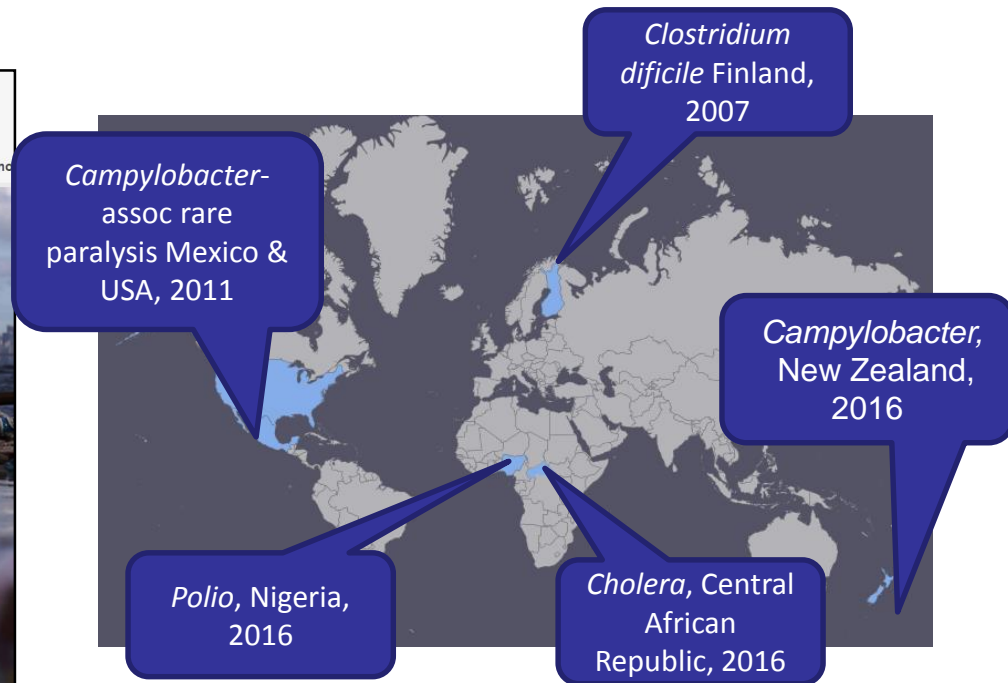 Clostridium
dificile Finland,
2007
Campylobacter-
assoc rare
paralysis Mexico &
USA, 2011
Campylobacter,
New Zealand,
2016
Polio, Nigeria,
2016
Cholera, Central
African
Republic, 2016